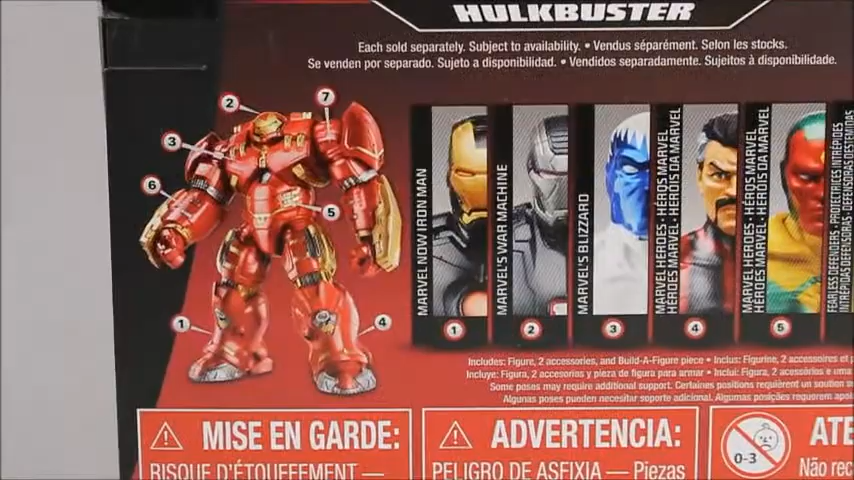 HULKBUSTER
Each sold separately. Subject to availability. • Vendus séparément. Selon les stocks.
Se venden por separado. Sujeto a disponibilidad. • Vendidos separadamente. Sujeitos à disponibilidade.
2
7
3
6
5
1
4
MARVEL NOW IRON MAN
1
MARVEL'S WAR MACHINE
2
MARVEL'S BLIZZARD
3
MARVEL HEROES • HÉROS MARVEL
HÉROES MARVEL • HERÓIS DA MARVEL
4
MARVEL HEROES • HÉROS MARVEL
HÉROES MARVEL • HERÓIS DA MARVEL
5
FEARLESS DEFENDERS • PROTECTRICES INTRÉPIDES
INTRÉPIDAS DEFENSORAS • DEFENSORAS DESTEMIDAS
Includes: Figure, 2 accessories, and Build-A-Figure piece • Inclus: Figurine, 2 accessoires et
Incluye: Figura, 2 accesorios y pieza de figura para armar • Inclui: Figura, 2 acessórios e uma
Some poses may require additional support. Certaines positions requièrent un soutien
Algunas poses pueden necesitar soporte adicional. Algumas posições requerem
MISE EN GARDE:
RISQUE D'ÉTOUFFEMENT —
ADVERTENCIA:
PELIGRO DE ASFIXIA — Piezas
0-3
Não